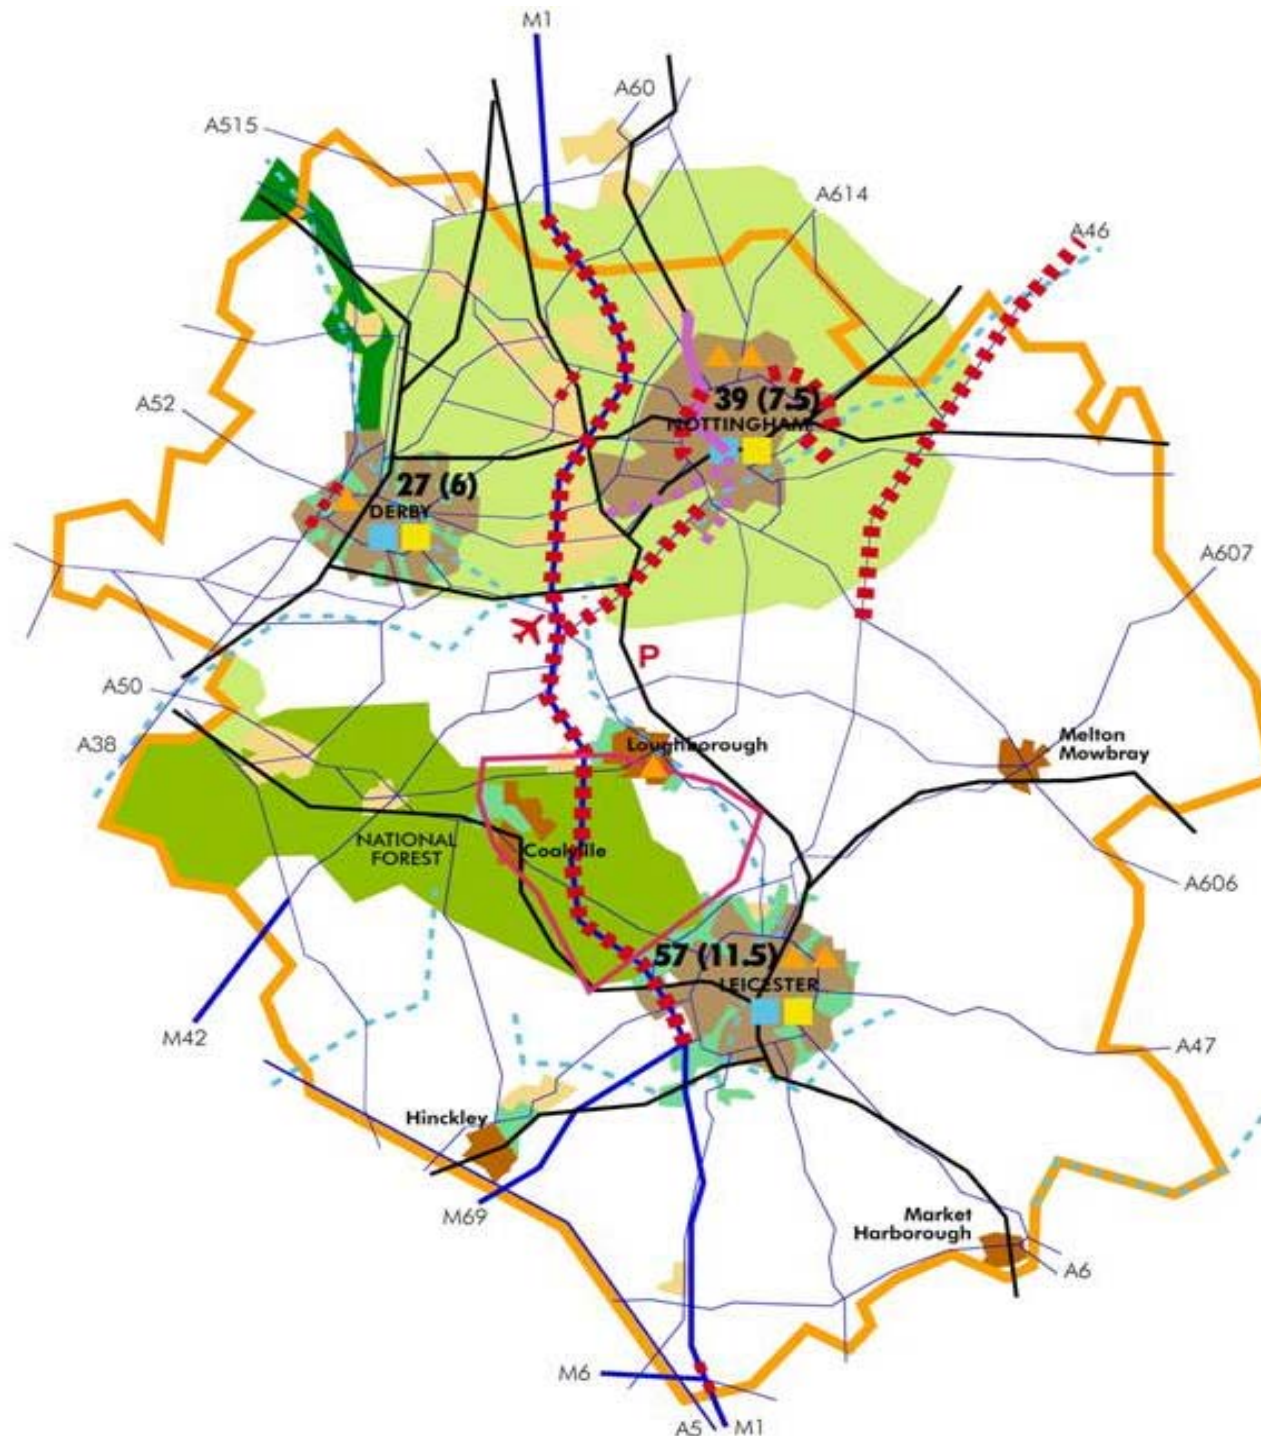 M1
A60
A515
A614
A46
39 (7.5)
NOTTINGHAM
A52
27 (6)
DERBY
A607
P
A50
A38
Loughborough
Melton
Mowbray
NATIONAL
FOREST
Coalville
A606
57 (11.5)
LEICESTER
M42
A47
Hinckley
M69
Market
Harborough
A6
M6
A5
M1